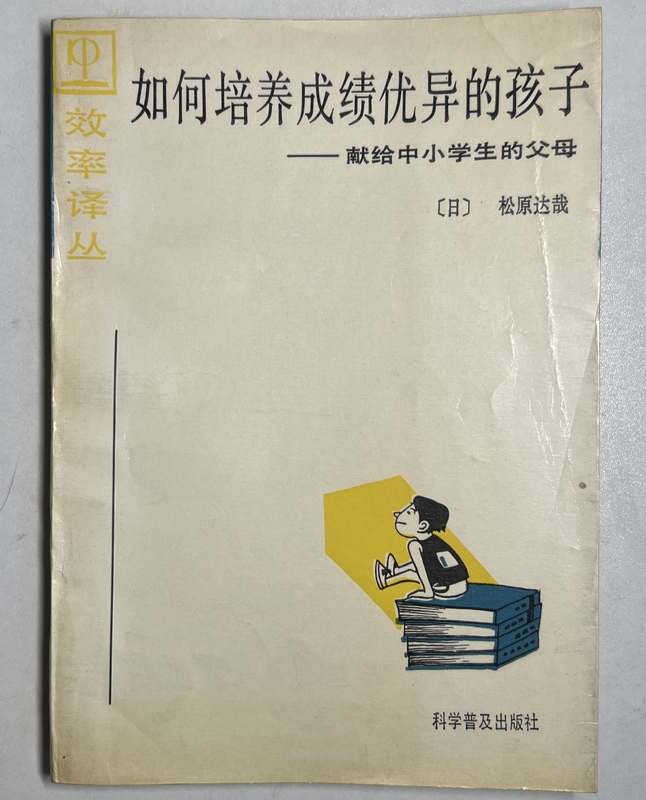 如何培养成绩优异的孩子
——献给中小学生的父母
〔日〕 松原达哉
效率译丛
科学普及出版社